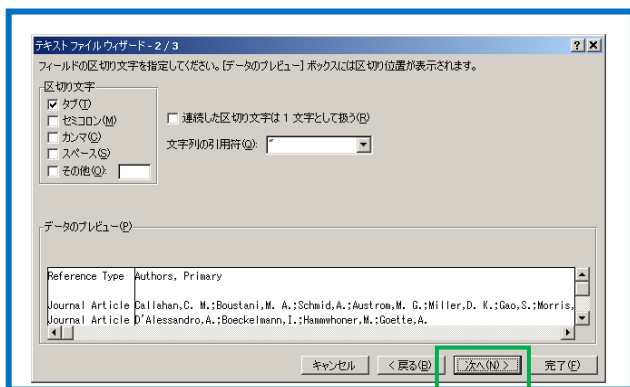 テキスト ファイル ウィザード - 2 / 3
フィールドの区切り文字を指定してください。[データのプレビュー] ボックスには区切り位置が表示されます。
区切り文字
タブ(T)
セミコロン(M)
カンマ(C)
スペース(S)
その他(O):
連続した区切り文字は 1 文字として扱う(R)
文字列の引用符(Q): "
データのプレビュー(P)
Reference Type Authors, Primary
Journal Article Callahan,C. M.;Boustani,M. A.;Schmid,A.;Austrom,M. G.;Miller,D. K.;Gao,S.;Morris,
Journal Article D'Alessandro,A.;Boeckelmann,I.;Hammwhoner,M.;Goette,A.
キャンセル < 戻る(B) 次へ(N) > 完了(F)